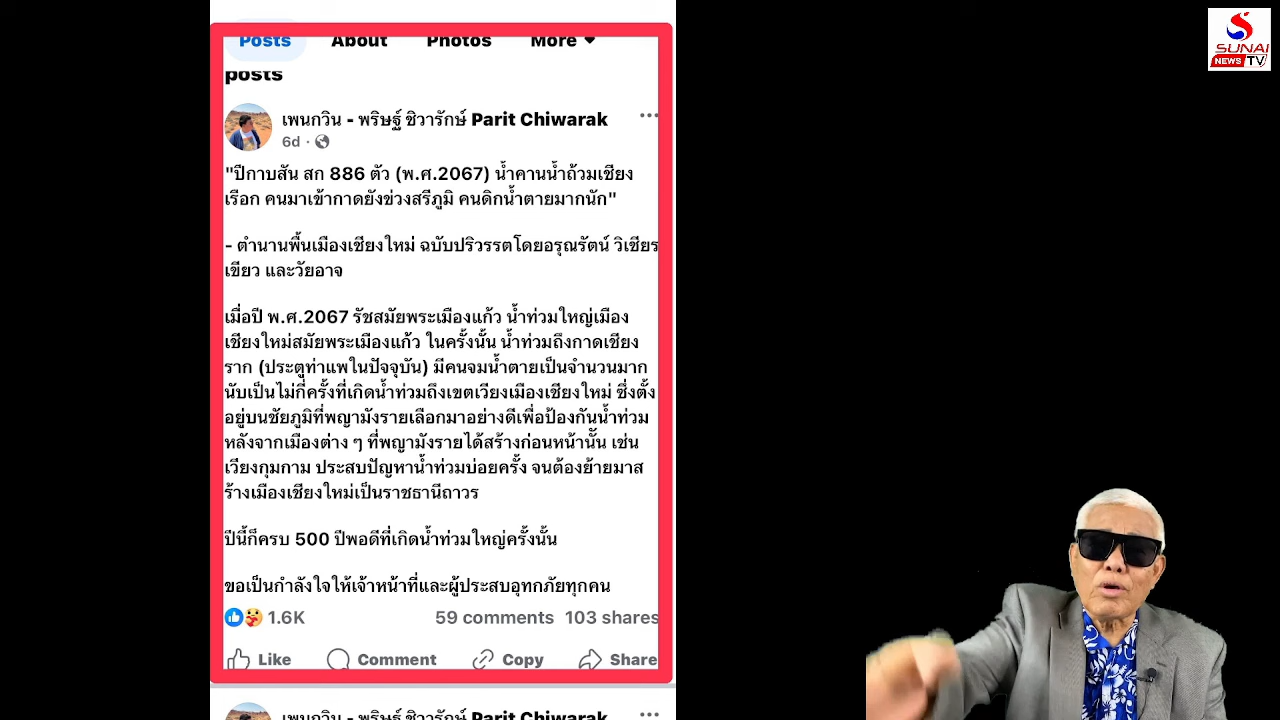 SUNAI
NEWS TV
Posts About Photos More
posts
เพนกวิน - พริษฐ์ ชิวารักษ์ Parit Chiwarak
6d ·
"ปีกาบสัน สก 886 ตัว (พ.ศ.2067) น้ำคานน้ำถ้วมเชียง
เรือก คนมาเข้ากาดยังข่วงสรีภูมิ คนดิกน้ำตายมากนัก"
- ตำนานพื้นเมืองเชียงใหม่ ฉบับปริวรรตโดยอรุณรัตน์ วิเชียร
เขียว และวัยอาจ
เมื่อปี พ.ศ.2067 รัชสมัยพระเมืองแก้ว น้ำท่วมใหญ่เมือง
เชียงใหม่สมัยพระเมืองแก้ว ในครั้งนั้น น้ำท่วมถึงกาดเชียง
ราก (ประตูท่าแพในปัจจุบัน) มีคนจมน้ำตายเป็นจำนวนมาก
นับเป็นไม่กี่ครั้งที่เกิดน้ำท่วมถึงเขตเวียงเมืองเชียงใหม่ ซึ่งตั้ง
อยู่บนชัยภูมิที่พญามังรายเลือกมาอย่างดีเพื่อป้องกันน้ำท่วม
หลังจากเมืองต่าง ๆ ที่พญามังรายได้สร้างก่อนหน้านั้น เช่น
เวียงกุมกาม ประสบปัญหาน้ำท่วมบ่อยครั้ง จนต้องย้ายมาส
ร้างเมืองเชียงใหม่เป็นราชธานีถาวร
ปีนี้ก็ครบ 500 ปีพอดีที่เกิดน้ำท่วมใหญ่ครั้งนั้น
ขอเป็นกำลังใจให้เจ้าหน้าที่และผู้ประสบอุทกภัยทุกคน
1.6K 59 comments 103 shares
Like Comment Copy Share
เพนกวิน - พริษฐ์ ชิวารักษ์ Parit Chiwarak